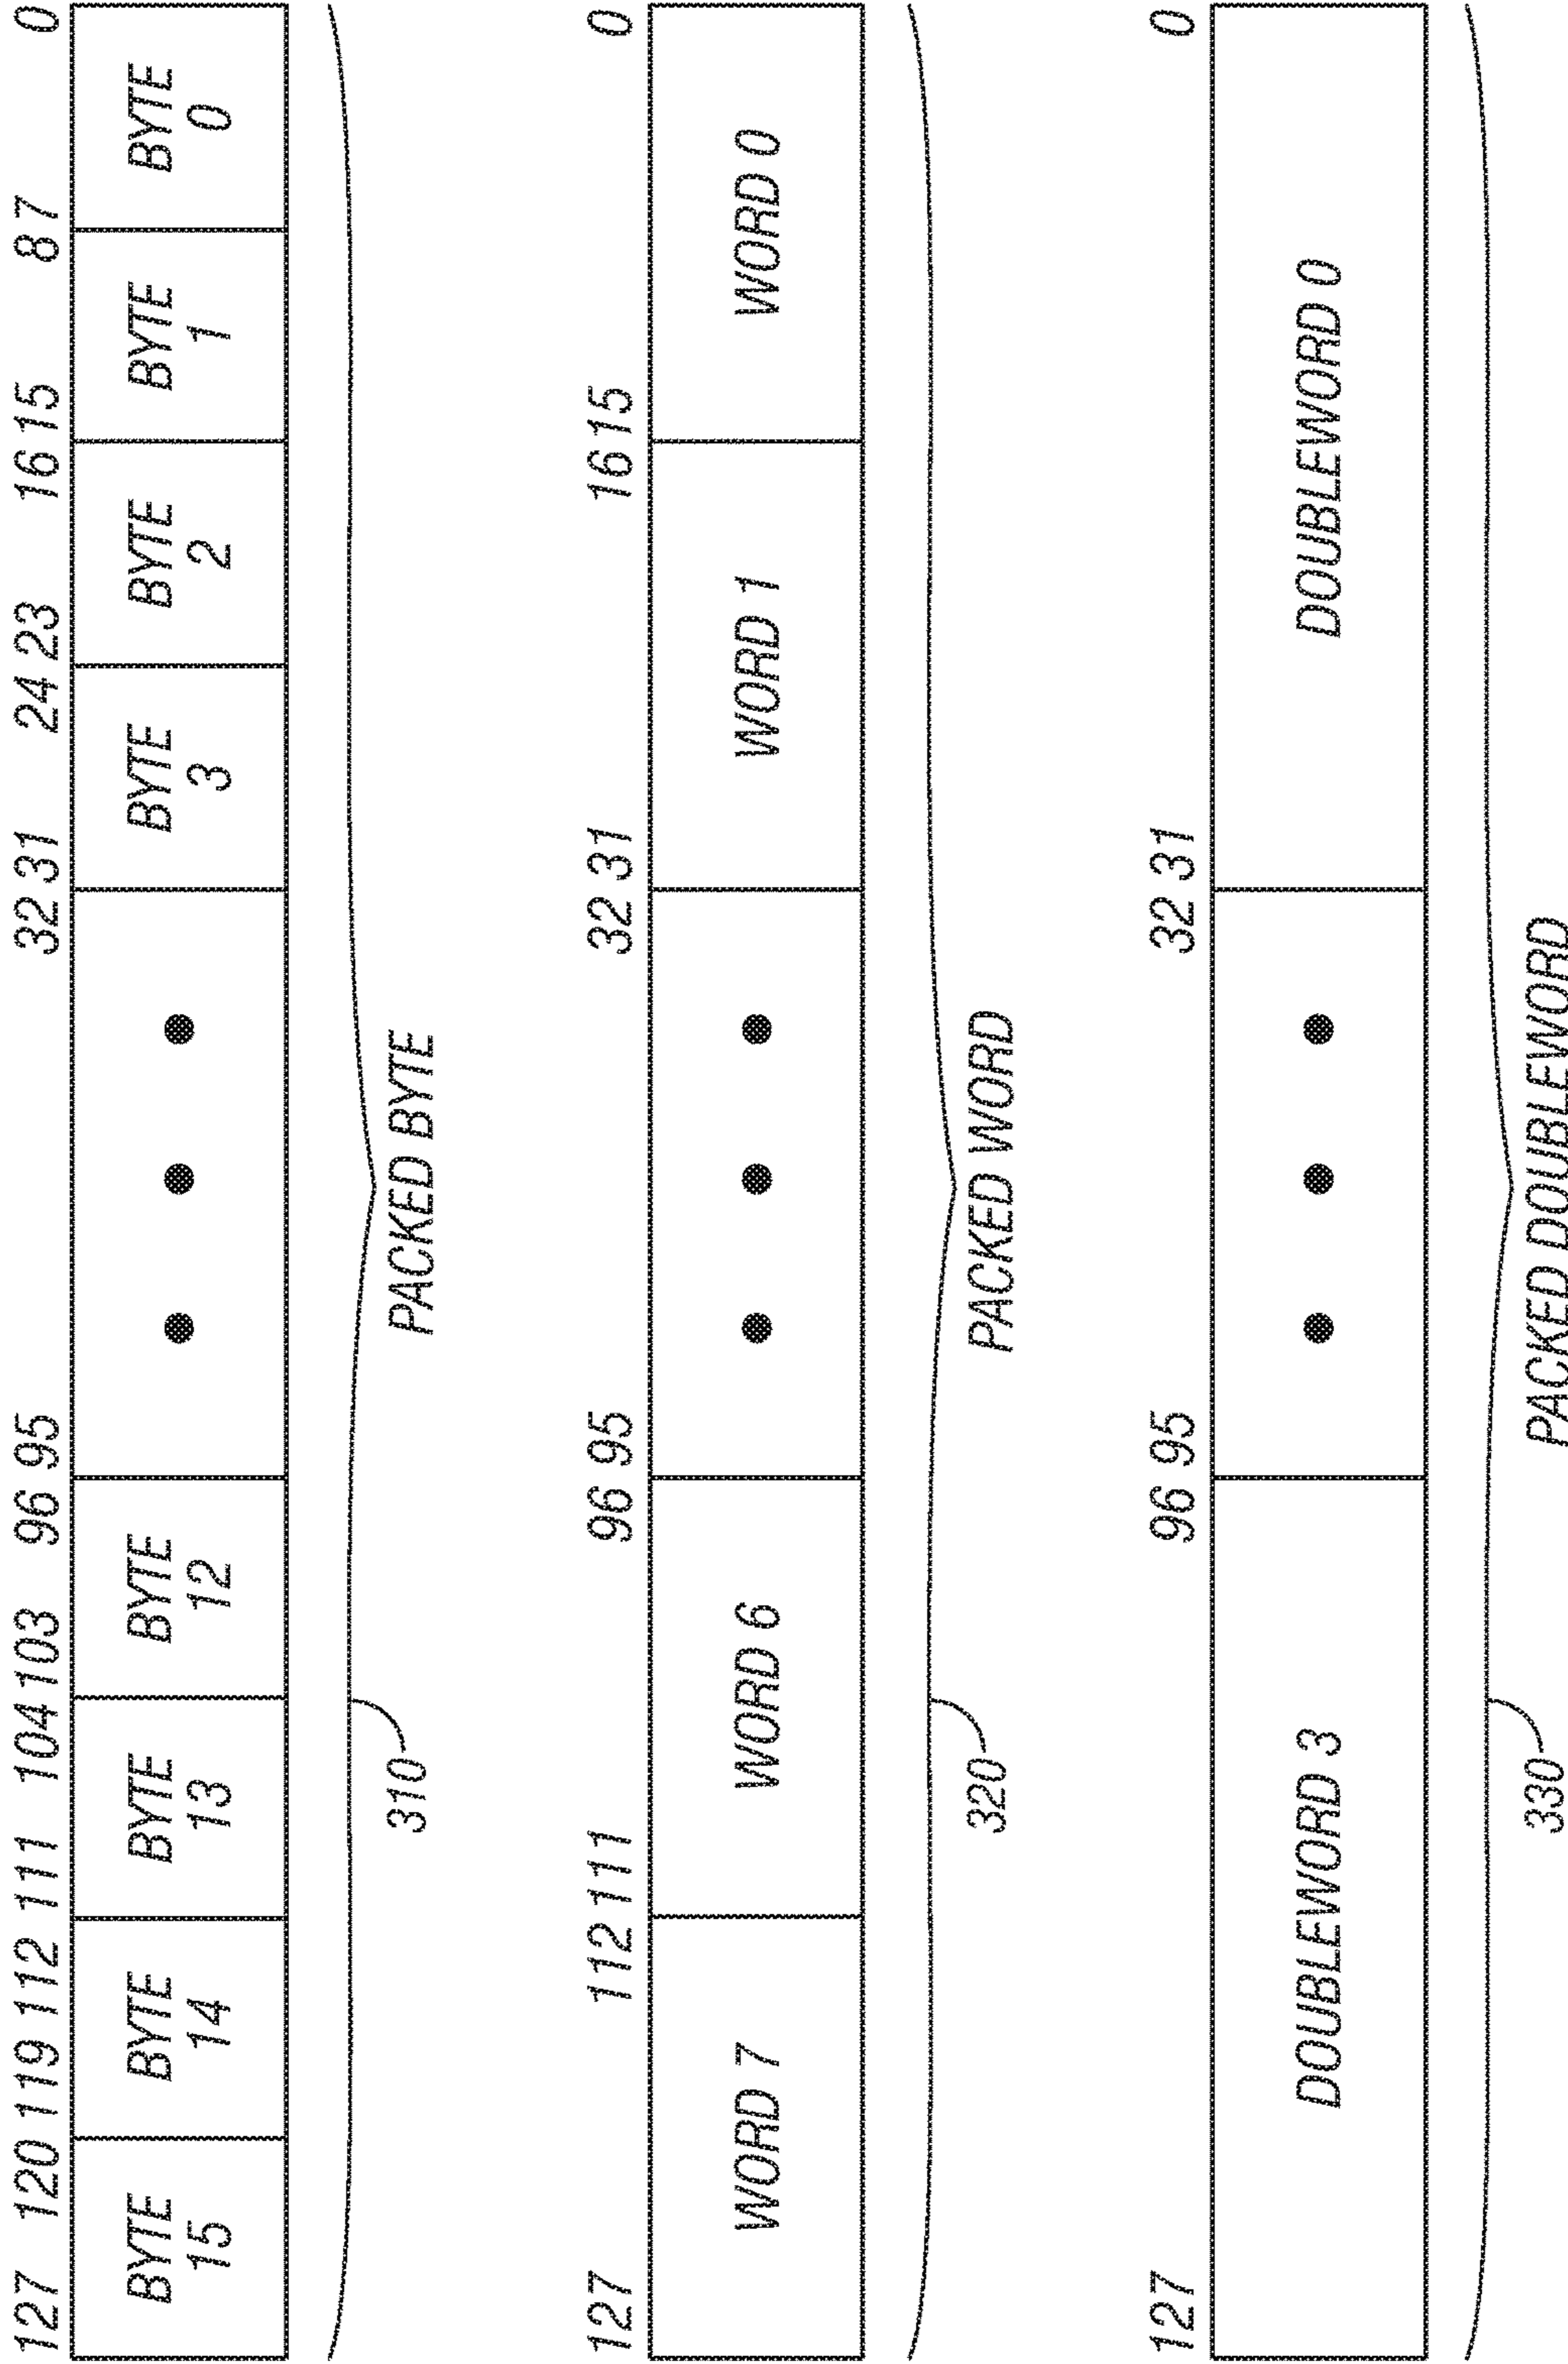 127 120 119 112 111 104 103 96 95 32 31 24 23 16 15 8 7 0
BYTE 15
BYTE 14
BYTE 13
BYTE 12
BYTE 3
BYTE 2
BYTE 1
BYTE 0
310
PACKED BYTE
127 112 111 96 95 32 31 16 15 0
WORD 7 WORD 6 WORD 1 WORD 0
320
PACKED WORD
127 96 95 32 31 0
DOUBLEWORD 3 DOUBLEWORD 0
330
PACKED DOUBLEWORD